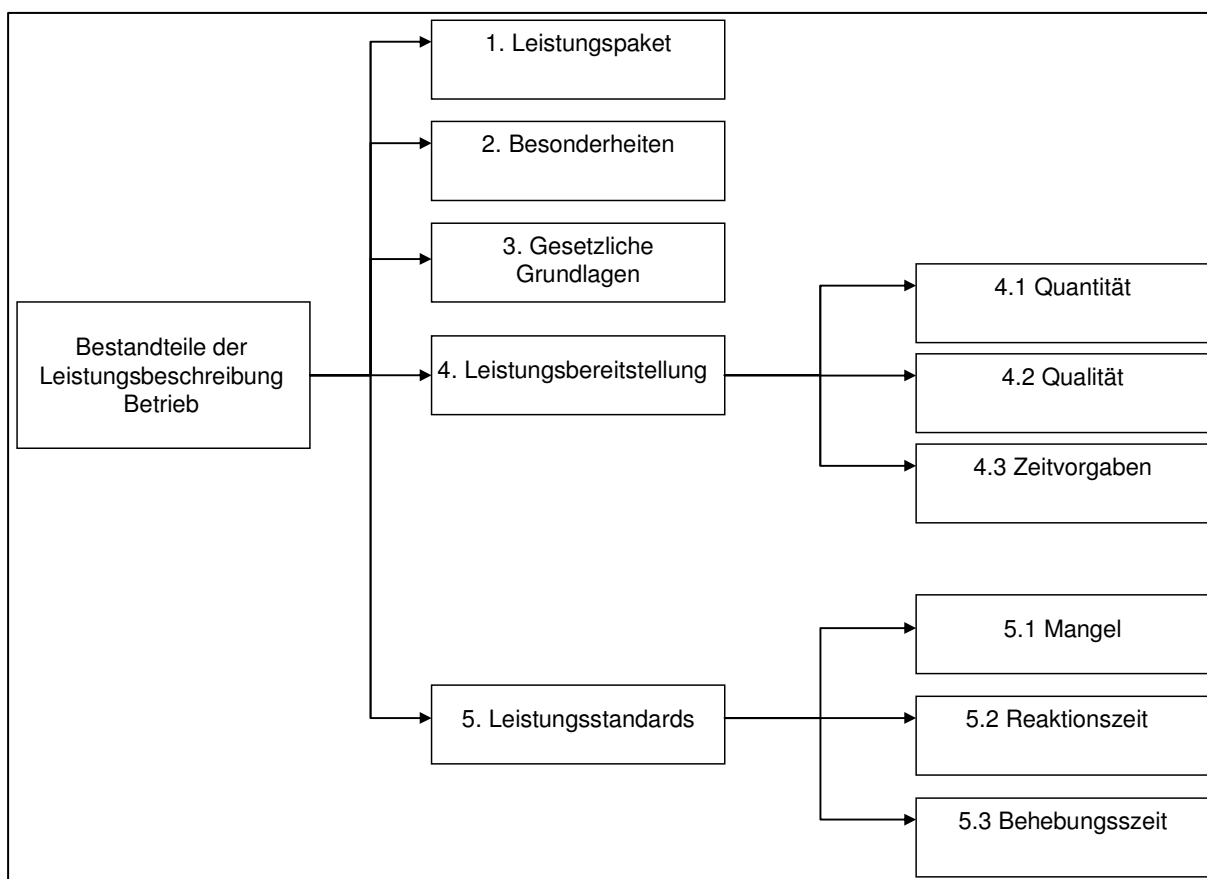 1. Leistungspaket
2. Besonderheiten
3. Gesetzliche
Grundlagen
Bestandteile der
Leistungsbeschreibung
Betrieb
4. Leistungsbereitstellung
4.1 Quantität
4.2 Qualität
4.3 Zeitvorgaben
5. Leistungsstandards
5.1 Mangel
5.2 Reaktionszeit
5.3 Behebungsszeit